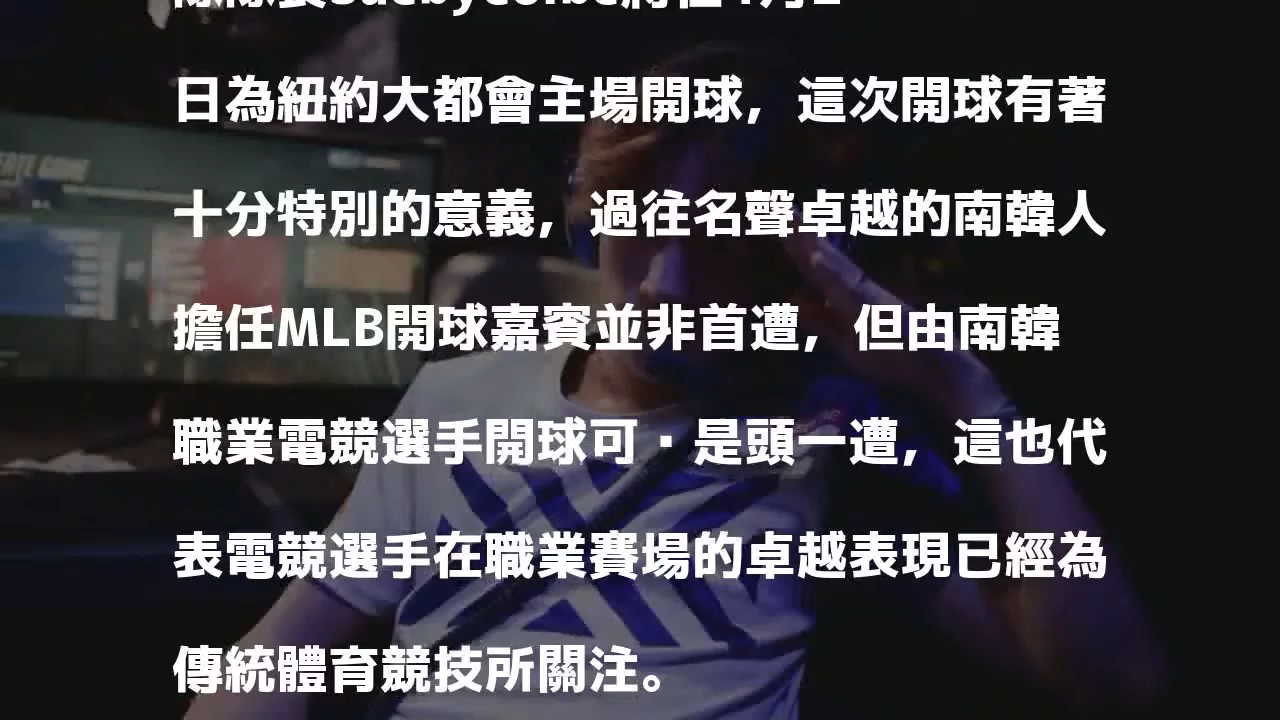 日為紐約大都會主場開球，這次開球有著
十分特別的意義，過往名聲卓越的南韓人
擔任MLB開球嘉賓並非首遭，但由南韓
職業電競選手開球可·是頭一遭，這也代
表電競選手在職業賽場的卓越表現已經為
傳統體育競技所關注。